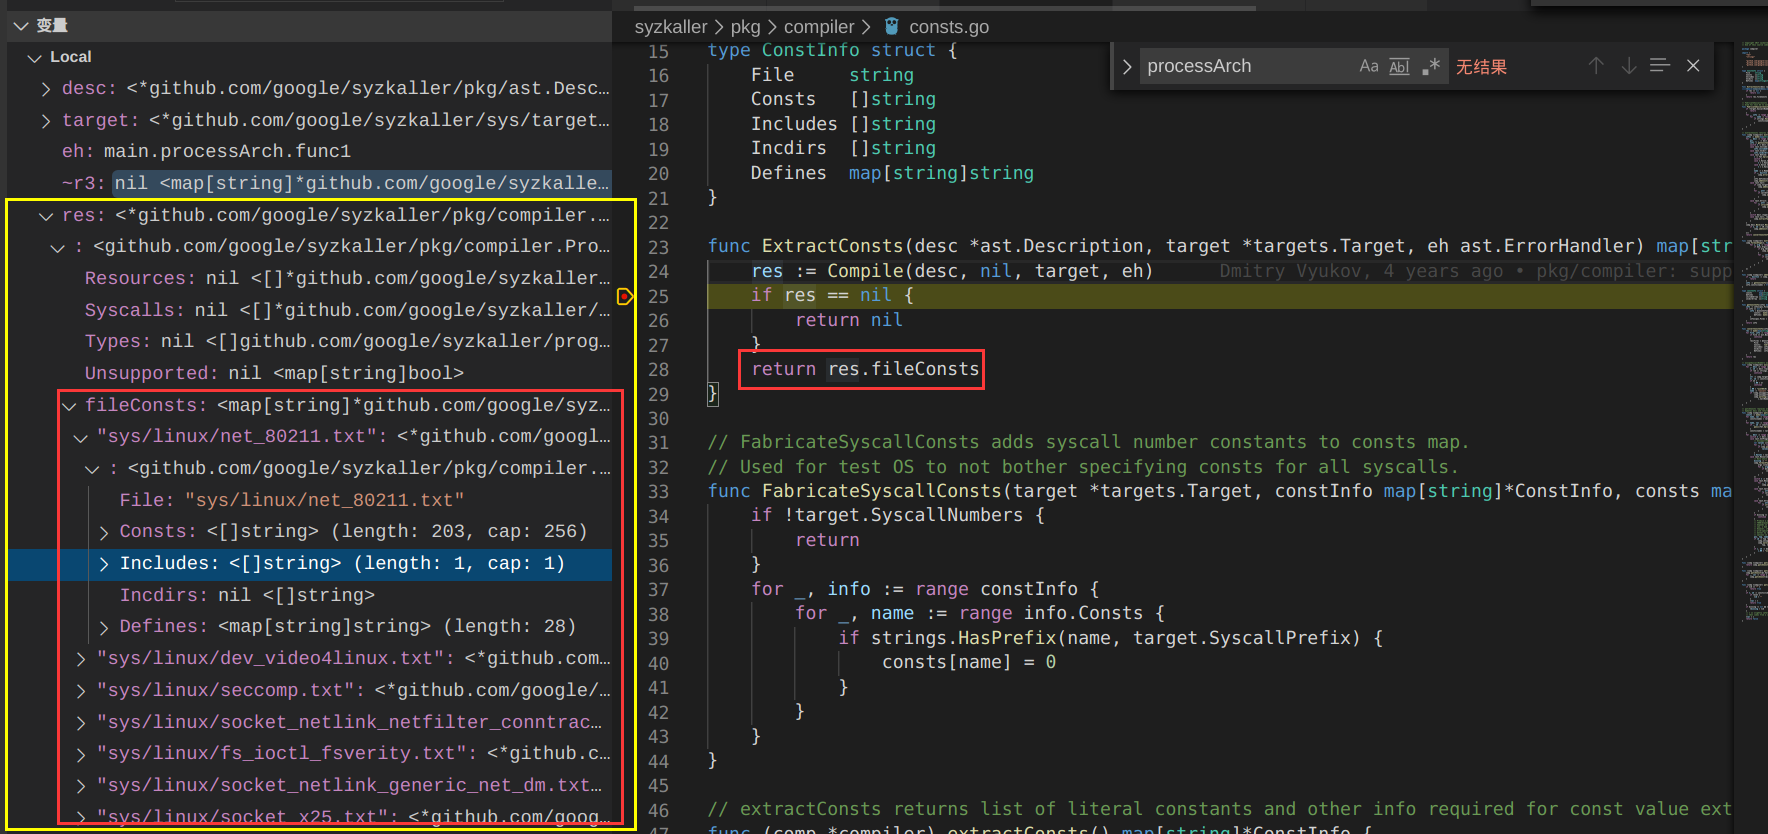 变量
Local
desc: <*github.com/google/syzkaller/pkg/ast.Desc…
target: <*github.com/google/syzkaller/sys/target…
eh: main.processArch.func1
~r3: nil <map[string]*github.com/google/syzkalle…
res: <*github.com/google/syzkaller/pkg/compiler.…
: <github.com/google/syzkaller/pkg/compiler.Pro…
Resources: nil <[]*github.com/google/syzkaller…
Syscalls: nil <[]*github.com/google/syzkaller/…
Types: nil <[]github.com/google/syzkaller/prog…
Unsupported: nil <map[string]bool>
fileConsts: <map[string]*github.com/google/syz…
"sys/linux/net_80211.txt": <*github.com/googl…
: <github.com/google/syzkaller/pkg/compiler.…
File: "sys/linux/net_80211.txt"
Consts: <[]string> (length: 203, cap: 256)
Includes: <[]string> (length: 1, cap: 1)
Incdirs: nil <[]string>
Defines: <map[string]string> (length: 28)
"sys/linux/dev_video4linux.txt": <*github.com…
"sys/linux/seccomp.txt": <*github.com/google/…
"sys/linux/socket_netlink_netfilter_conntrac…
"sys/linux/fs_ioctl_fsverity.txt": <*github.c…
"sys/linux/socket_netlink_generic_net_dm.txt…
"sys/linux/socket_x25.txt": <*github.com/goog…
syzkaller > pkg > compiler > consts.go
processArch Aa Abl .* 无结果
15 type ConstInfo struct {
16 File string
17 Consts []string
18 Includes []string
19 Incdirs []string
20 Defines map[string]string
21 }
22
23 func ExtractConsts(desc *ast.Description, target *targets.Target, eh ast.ErrorHandler) map[str
24 res := Compile(desc, nil, target, eh) Dmitry Vyukov, 4 years ago • pkg/compiler: supp
25 if res == nil {
26 return nil
27 }
28 return res.fileConsts
29 }
30
31 // FabricateSyscallConsts adds syscall number constants to consts map.
32 // Used for test OS to not bother specifying consts for all syscalls.
33 func FabricateSyscallConsts(target *targets.Target, constInfo map[string]*ConstInfo, consts ma
34 if !target.SyscallNumbers {
35 return
36 }
37 for _, info := range constInfo {
38 for _, name := range info.Consts {
39 if strings.HasPrefix(name, target.SyscallPrefix) {
40 consts[name] = 0
41 }
42 }
43 }
44 }
45
46 // extractConsts returns list of literal constants and other info required for const value ext
47 func (comp *compiler) extractConsts() map[string]*ConstInfo {